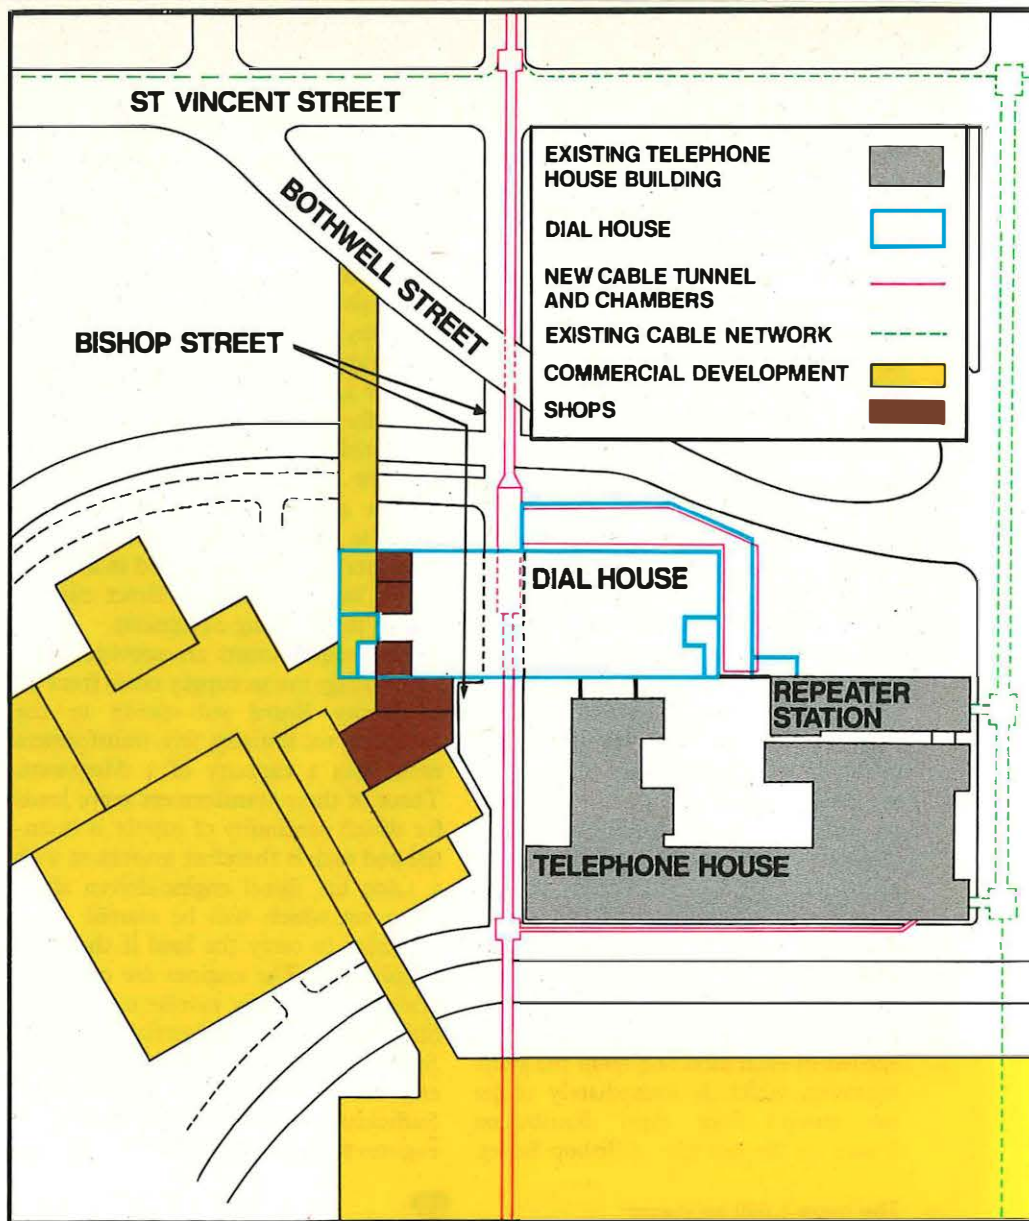 ST VINCENT STREET
BOTHWELL STREET
EXISTING TELEPHONE
HOUSE BUILDING
DIAL HOUSE
NEW CABLE TUNNEL
AND CHAMBERS
EXISTING CABLE NETWORK
COMMERCIAL DEVELOPMENT
SHOPS
BISHOP STREET
DIAL HOUSE
REPEATER
STATION
TELEPHONE HOUSE